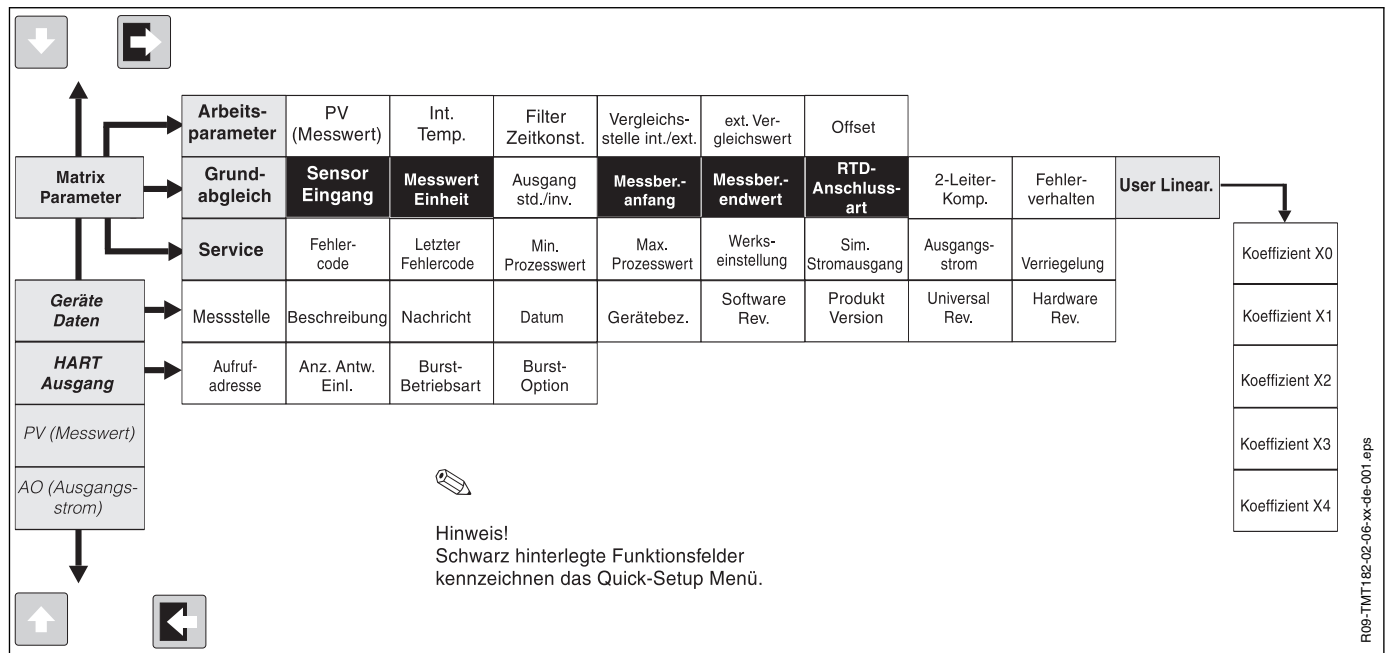 Arbeits-
parameter
PV
(Messwert)
Int.
Temp.
Filter
Zeitkonst.
Vergleichs-
stelle int./ext.
ext. Ver-
gleichswert
Offset
Matrix
Parameter
Grund-
abgleich
Sensor
Eingang
Messwert
Einheit
Ausgang
std./inv.
Messber.-
anfang
Messber.-
endwert
RTD-
Anschluss-
art
2-Leiter-
Komp.
Fehler-
verhalten
User Linear.
Service
Fehler-
code
Letzter
Fehlercode
Min.
Prozesswert
Max.
Prozesswert
Werks-
einstellung
Sim.
Stromausgang
Ausgangs-
strom
Verriegelung
Geräte
Daten
Messstelle
Beschreibung
Nachricht
Datum
Gerätebez.
Software
Rev.
Produkt
Version
Universal
Rev.
Hardware
Rev.
HART
Ausgang
Aufruf-
adresse
Anz. Antw.
Einl.
Burst-
Betriebsart
Burst-
Option
PV (Messwert)
AO (Ausgangs-
strom)
Koeffizient X0
Koeffizient X1
Koeffizient X2
Koeffizient X3
Koeffizient X4
Hinweis!
Schwarz hinterlegte Funktionsfelder
kennzeichnen das Quick-Setup Menü.
R09-TMT182-02-06-xx-de-001.eps